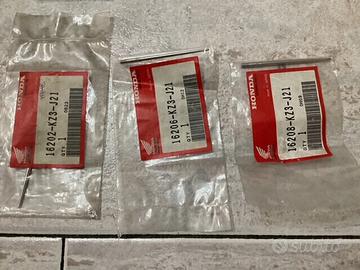 HONDA
16202-KZ3-J21
QTY 1
HONDA
16206-KZ3-J21
QTY 1
HONDA
16208-KZ3-J21
QTY 1
subito